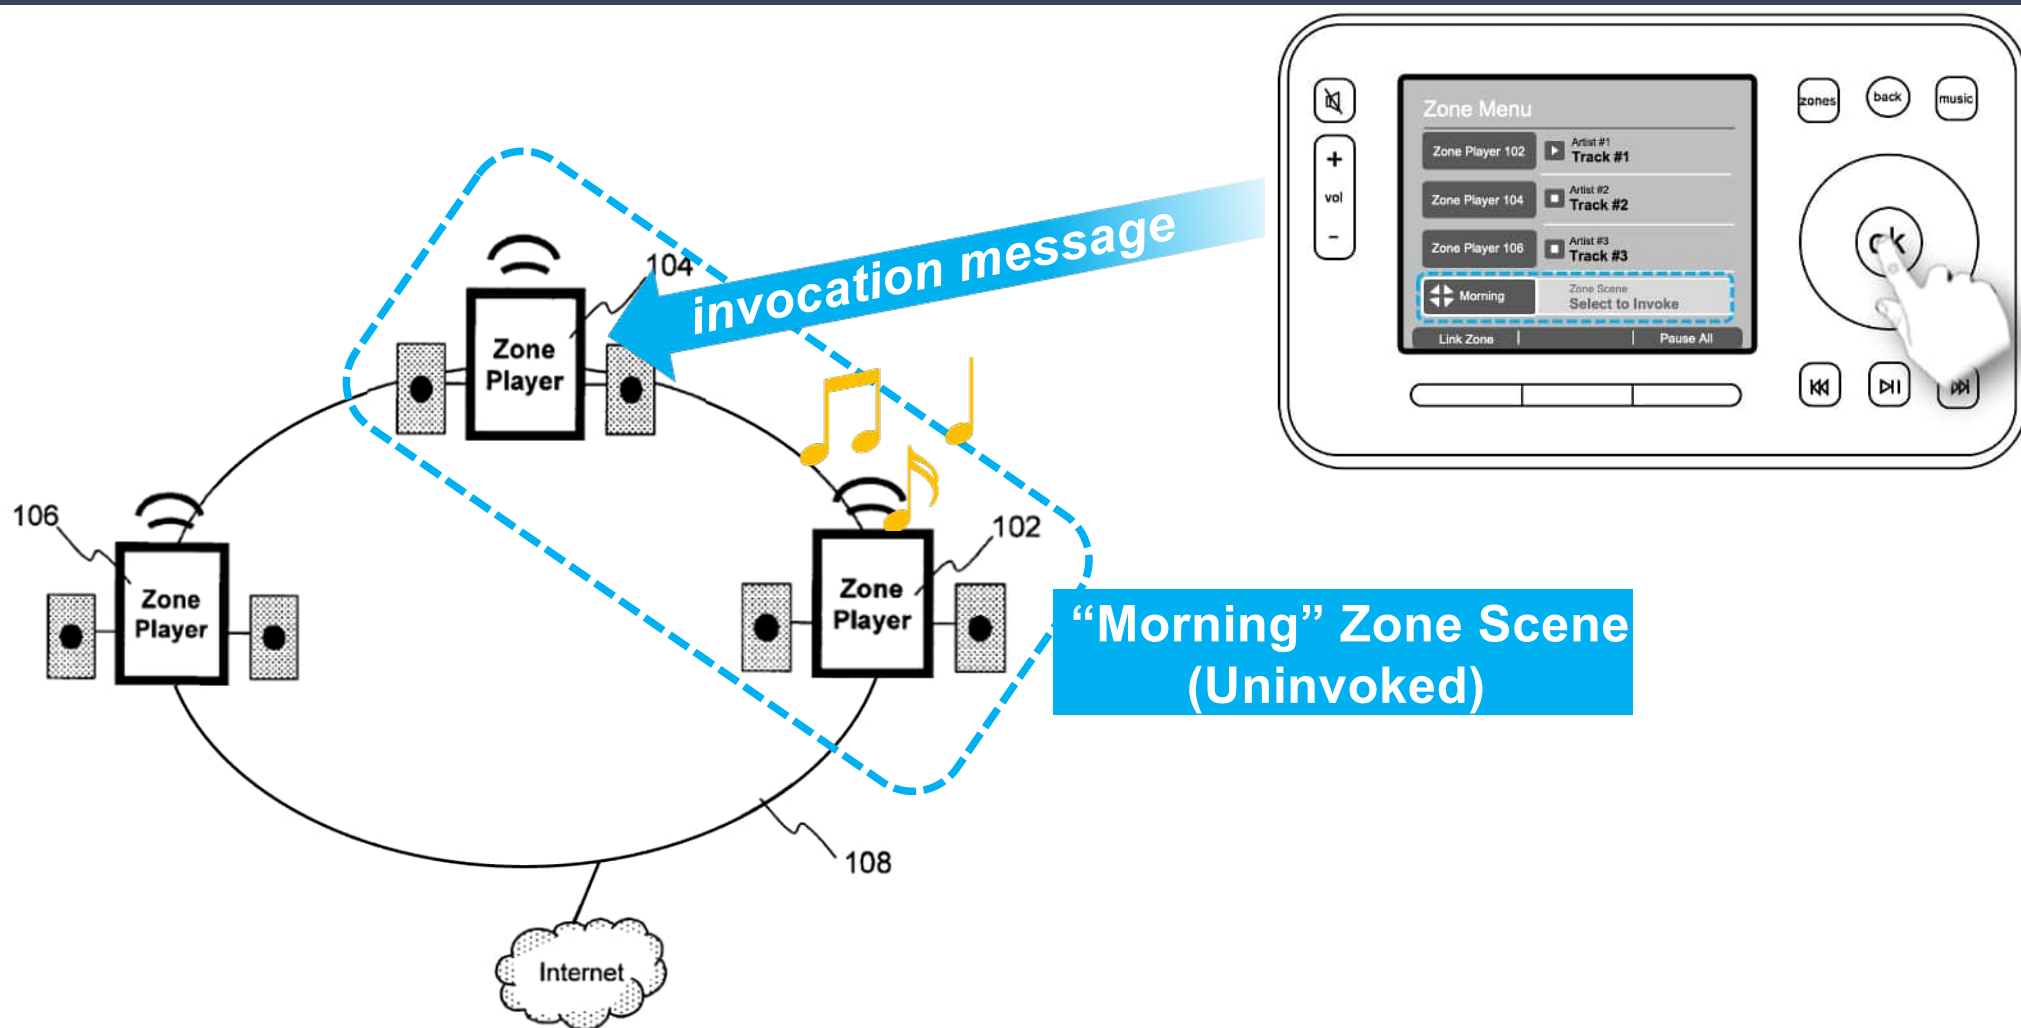 zones
back
music
Zone Menu
Zone Player 102
Artist #1
Track #1
+
vol
-
Zone Player 104
Artist #2
Track #2
Zone Player 106
Artist #3
Track #3
ok
Morning
Zone Scene
Select to Invoke
Link Zone
Pause All
invocation message
104
Zone
Player
106
Zone
Player
102
Zone
Player
“Morning” Zone Scene
(Uninvoked)
108
Internet